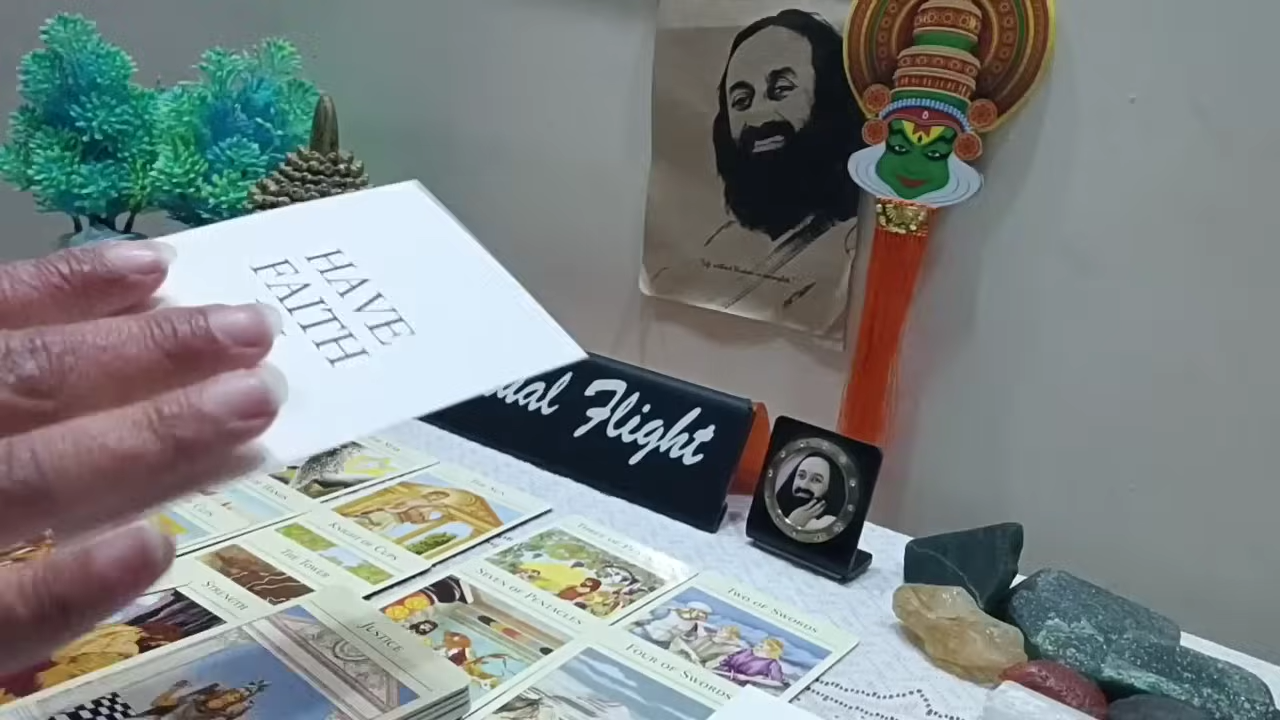 HAVE
FAITH
Flight
THE SUN
KNIGHT OF CUPS
THE TOWER
STRENGTH
JUSTICE
SEVEN OF PENTACLES
TWO OF SWORDS
FOUR OF SWORDS